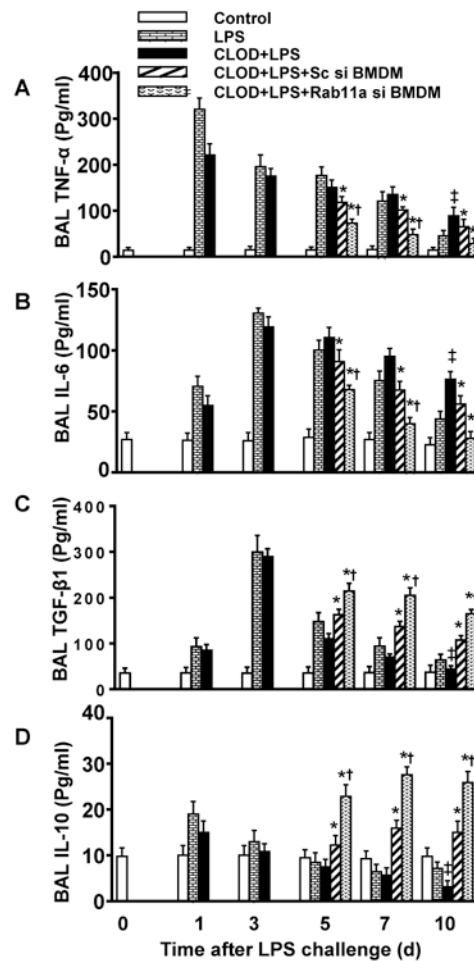 Control
LPS
CLOD+LPS
CLOD+LPS+Sc si BMDM
CLOD+LPS+Rab11a si BMDM
A
BAL TNF-α (Pg/ml)
400
300
200
100
0
* *† * *† ‡ * *
B
BAL IL-6 (Pg/ml)
150
100
50
0
* *† * *† ‡ * *
C
BAL TGF-β1 (Pg/ml)
400
300
200
100
0
* *† * *† ‡ * *
D
BAL IL-10 (Pg/ml)
40
30
20
10
0
* *† * *† ‡ * *†
0 1 3 5 7 10
Time after LPS challenge (d)